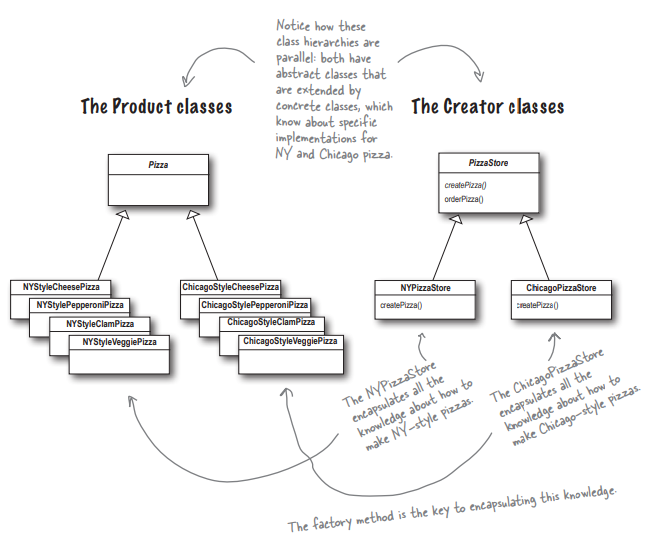 Notice how these
class hierarchies are
parallel: both have
abstract classes that
are extended by
concrete classes, which
know about specific
implementations for
NY and Chicago pizza.
The Product classes
The Creator classes
Pizza
PizzaStore
createPizza()
orderPizza()
NYStyleCheesePizza
NYStylePepperoniPizza
NYStyleClamPizza
NYStyleVeggiePizza
ChicagoStyleCheesePizza
ChicagoStylePepperoniPizza
ChicagoStyleClamPizza
ChicagoStyleVeggiePizza
NYPizzaStore
createPizza()
ChicagoPizzaStore
createPizza()
The NYPizzaStore
encapsulates all the
knowledge about how to
make NY-style pizzas.
The ChicagoPizzaStore
encapsulates all the
knowledge about how to
make Chicago-style pizzas.
The factory method is the key to encapsulating this knowledge.